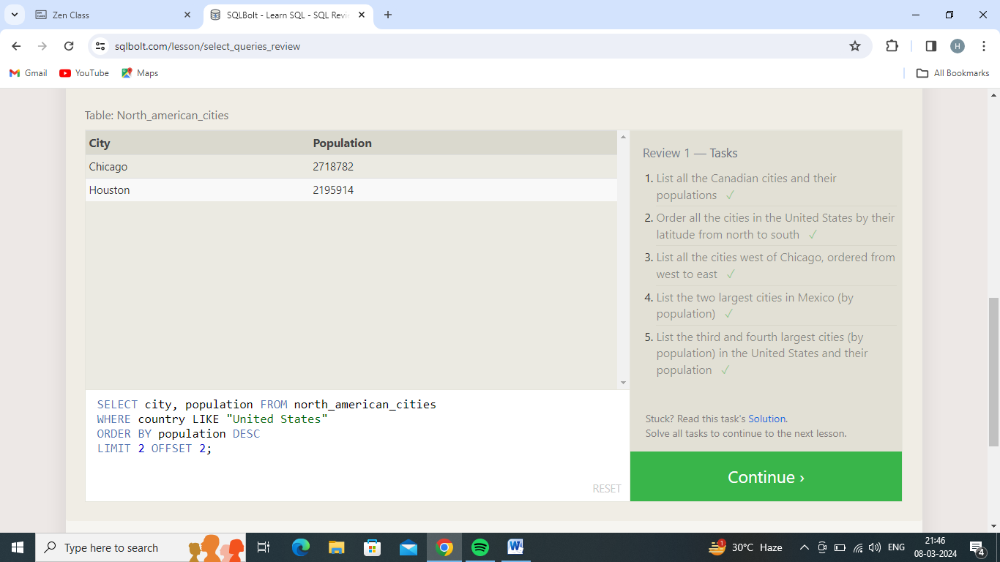 Zen Class
SQLBolt - Learn SQL - SQL Revi
sqlbolt.com/lesson/select_queries_review
H
Gmail YouTube Maps All Bookmarks
Table: North_american_cities
City Population
Chicago 2718782
Houston 2195914
SELECT city, population FROM north_american_cities
WHERE country LIKE "United States"
ORDER BY population DESC
LIMIT 2 OFFSET 2;
RESET
Review 1 — Tasks
1. List all the Canadian cities and their
populations ✓
2. Order all the cities in the United States by their
latitude from north to south ✓
3. List all the cities west of Chicago, ordered from
west to east ✓
4. List the two largest cities in Mexico (by
population) ✓
5. List the third and fourth largest cities (by
population) in the United States and their
population ✓
Stuck? Read this task's Solution.
Solve all tasks to continue to the next lesson.
Continue ›
Type here to search
W
1
30°C Haze
ENG
21:46
08-03-2024
4